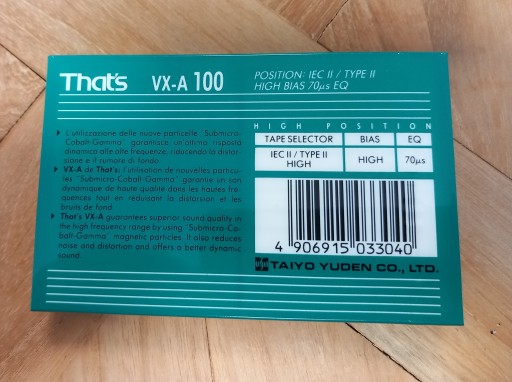 That's VX-A 100
POSITION: IEC II / TYPE II
HIGH BIAS 70µs EQ
HIGH POSITION
TAPE SELECTOR BIAS EQ
IEC II / TYPE II HIGH HIGH 70µs
L'utilizzazione delle nuove particelle "Submicro-
Cobalt-Gamma" garantisce un'ottima risposta
dinamica alle alte frequenze, riducendo la distor-
sione e il rumore di fondo.
VX-A de That's: l'utilisation de nouvelles particu-
les "Submicro-Cobalt-Gamma" garantie un son
dynamique de haute qualité dans les hautes fré-
quences tout en réduisant la distorsion et les
bruits de fond.
That's VX-A guarantees superior sound quality in
the high frequency range by using "Submicro-Co-
balt-Gamma" magnetic particles. It also reduces
noise and distortion and offers a better dynamic
sound.
4 906915 033040
TAIYO YUDEN CO., LTD.